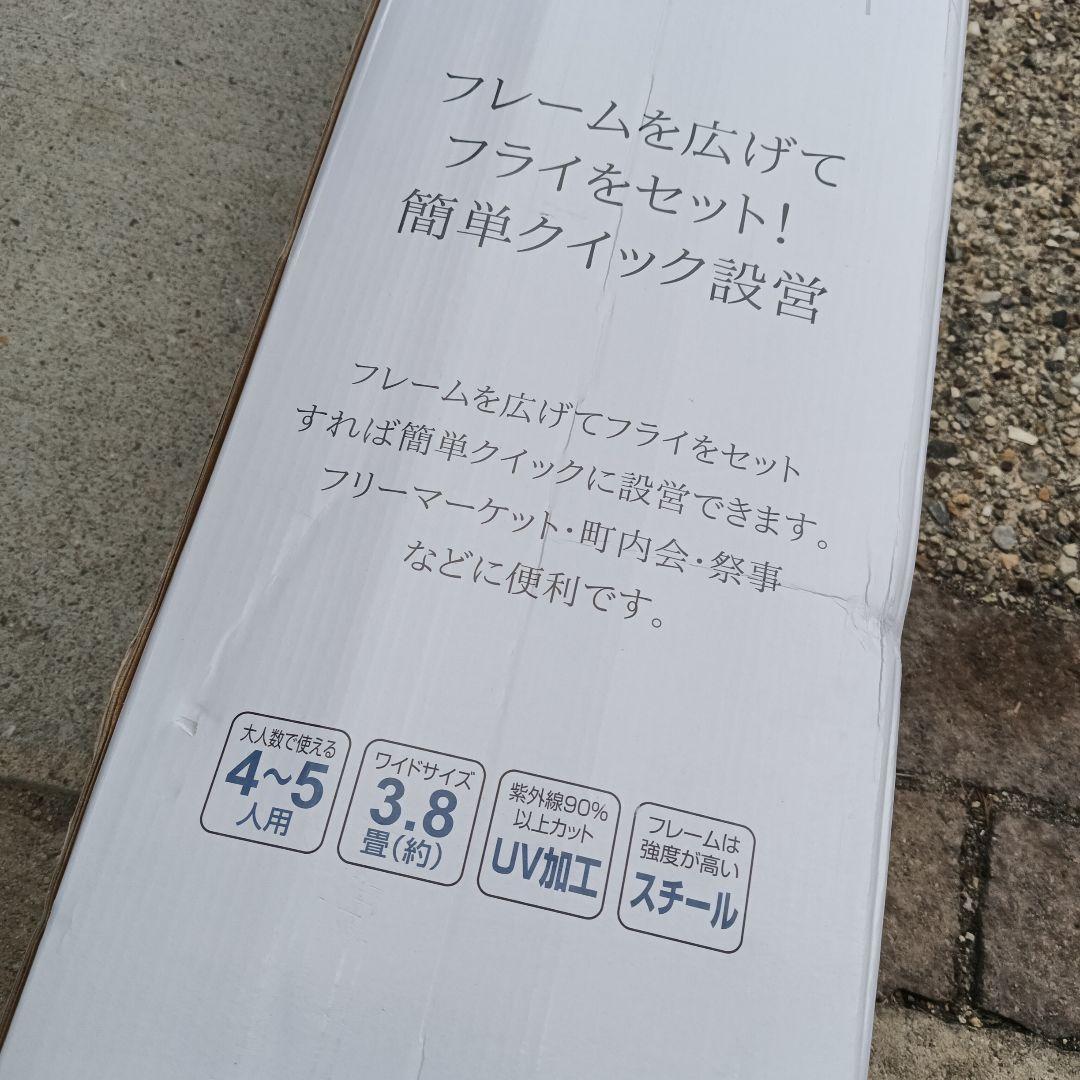 フレームを広げて
フライをセット!
簡単クイック設営
フレームを広げてフライをセット
すれば簡単クイックに設営できます。
フリーマーケット・町内会・祭事
などに便利です。
大人数で使える
4~5
人用
ワイドサイズ
3.8
畳(約)
紫外線90%
以上カット
UV加工
フレームは
強度が高い
スチール